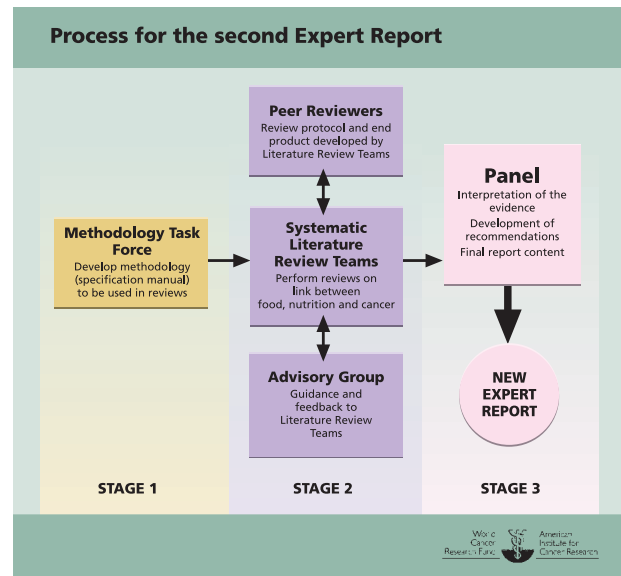 Process for the second Expert Report
Methodology Task
Force
Develop methodology
(specification manual)
to be used in reviews
Peer Reviewers
Review protocol and end
product developed by
Literature Review Teams
Systematic
Literature
Review Teams
Perform reviews on
link between
food, nutrition and cancer
Advisory Group
Guidance and
feedback to
Literature Review
Teams
Panel
Interpretation of the
evidence
Development of
recommendations
Final report content
NEW
EXPERT
REPORT
STAGE 1
STAGE 2
STAGE 3
World
Cancer
Research Fund
American
Institute for
Cancer Research